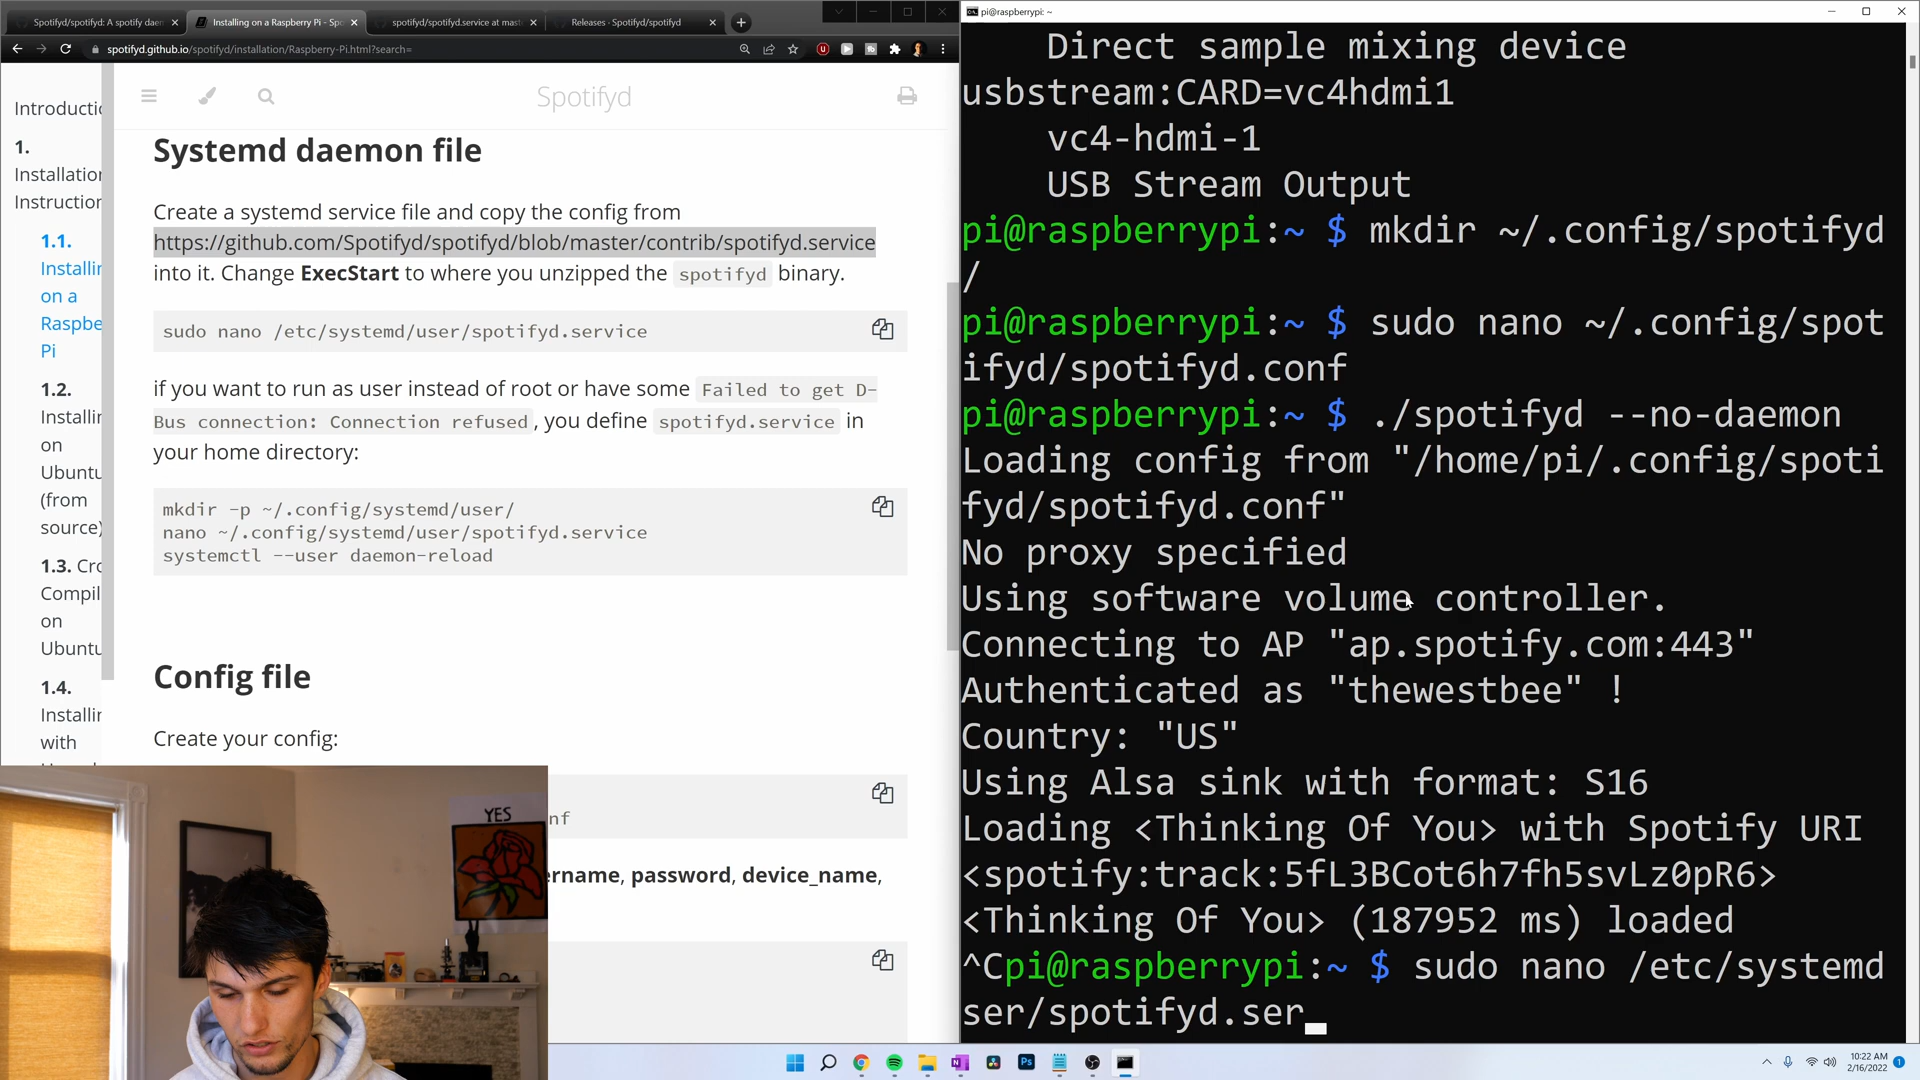 Spotifyd/spotifyd: A spotify daem
Installing on a Raspberry Pi - Spo
spotifyd/spotifyd.service at mast
Releases · Spotifyd/spotifyd
spotifyd.github.io/spotifyd/installation/Raspberry-Pi.html?search=
Spotifyd
Introductio
1.
Installation
Instruction
1.1.
Installin
on a
Raspbe
Pi
1.2.
Installin
on
Ubuntu
(from
source)
1.3. Cro
Compil
on
Ubuntu
1.4.
Installin
with
Systemd daemon file
Create a systemd service file and copy the config from
https://github.com/Spotifyd/spotifyd/blob/master/contrib/spotifyd.service
into it. Change ExecStart to where you unzipped the spotifyd binary.
sudo nano /etc/systemd/user/spotifyd.service
if you want to run as user instead of root or have some Failed to get D-
Bus connection: Connection refused, you define spotifyd.service in
your home directory:
mkdir -p ~/.config/systemd/user/
nano ~/.config/systemd/user/spotifyd.service
systemctl --user daemon-reload
Config file
Create your config:
nf
ername, password, device_name,
YES
pi@raspberrypi: ~
Direct sample mixing device
usbstream:CARD=vc4hdmi1
vc4-hdmi-1
USB Stream Output
pi@raspberrypi:~ $ mkdir ~/.config/spotifyd
/
pi@raspberrypi:~ $ sudo nano ~/.config/spot
ifyd/spotifyd.conf
pi@raspberrypi:~ $ ./spotifyd --no-daemon
Loading config from "/home/pi/.config/spoti
fyd/spotifyd.conf"
No proxy specified
Using software volume controller.
Connecting to AP "ap.spotify.com:443"
Authenticated as "thewestbee" !
Country: "US"
Using Alsa sink with format: S16
Loading <Thinking Of You> with Spotify URI
<spotify:track:5fL3BCot6h7fh5svLz0pR6>
<Thinking Of You> (187952 ms) loaded
^Cpi@raspberrypi:~ $ sudo nano /etc/systemd
ser/spotifyd.ser
10:22 AM
2/16/2022
1